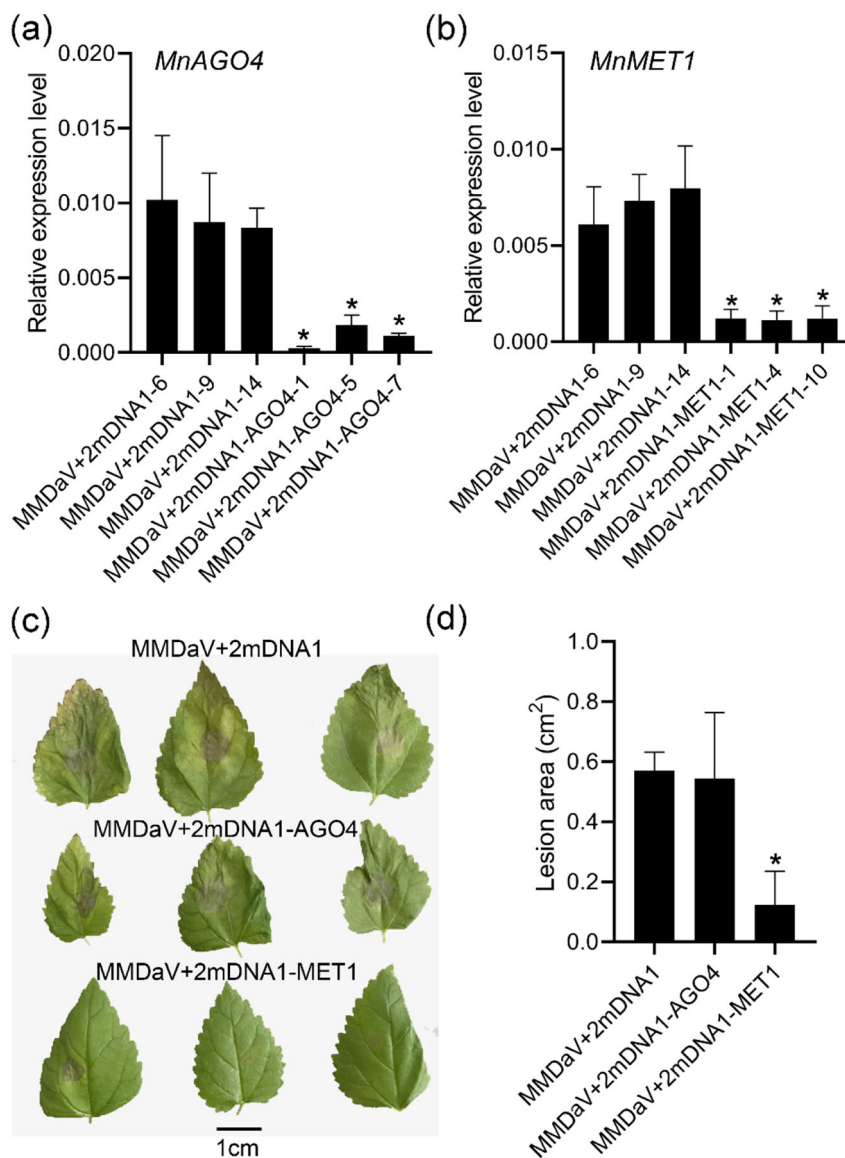 (a)
MnAGO4
Relative expression level
0.020
0.015
0.010
0.005
0.000
*
*
*
MMDaV+2mDNA1-6
MMDaV+2mDNA1-9
MMDaV+2mDNA1-14
MMDaV+2mDNA1-AGO4-1
MMDaV+2mDNA1-AGO4-5
MMDaV+2mDNA1-AGO4-7
(b)
MnMET1
Relative expression level
0.015
0.010
0.005
0.000
*
*
*
MMDaV+2mDNA1-6
MMDaV+2mDNA1-9
MMDaV+2mDNA1-14
MMDaV+2mDNA1-MET1-1
MMDaV+2mDNA1-MET1-4
MMDaV+2mDNA1-MET1-10
(c)
MMDaV+2mDNA1
MMDaV+2mDNA1-AGO4
MMDaV+2mDNA1-MET1
1cm
(d)
Lesion area (cm²)
1.0
0.8
0.6
0.4
0.2
0.0
*
MMDaV+2mDNA1
MMDaV+2mDNA1-AGO4
MMDaV+2mDNA1-MET1